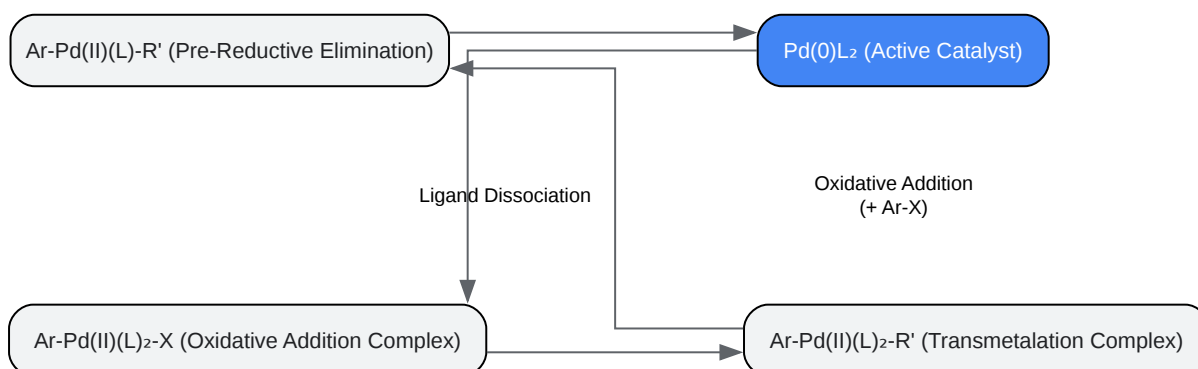 Ar-Pd(II)(L)-R' (Pre-Reductive Elimination)
Pd(0)L₂ (Active Catalyst)
Ligand Dissociation
Oxidative Addition
(+ Ar-X)
Ar-Pd(II)(L)₂-X (Oxidative Addition Complex)
Ar-Pd(II)(L)₂-R' (Transmetalation Complex)